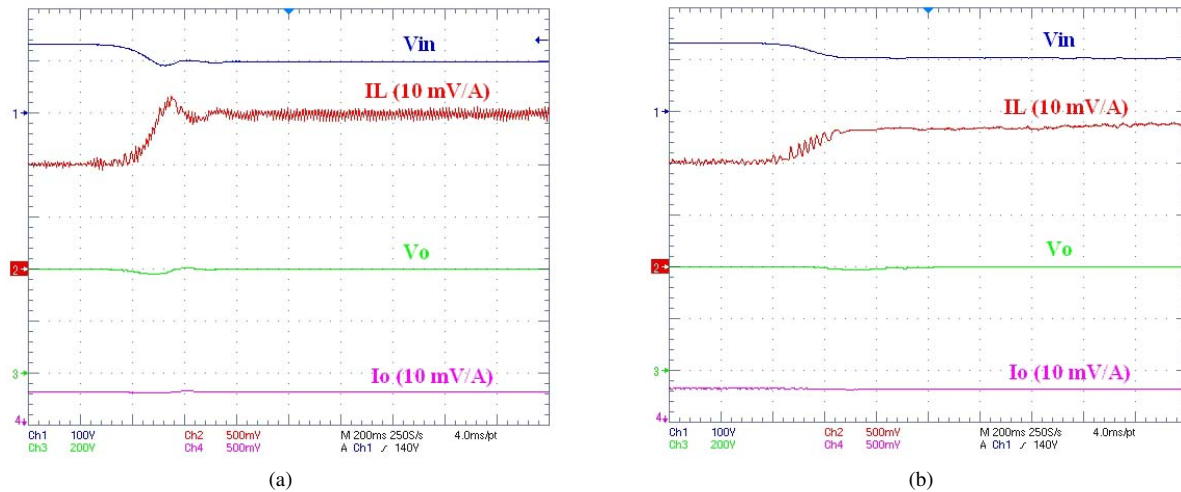 Vin
IL (10 mV/A)
1
Vo
2
Io (10 mV/A)
3
4
Ch1 100V Ch2 500mV M 200ms 250S/s 4.0ms/pt
Ch3 200V Ch4 500mV A Ch1 / 140V
(a)
Vin
IL (10 mV/A)
1
Vo
2
Io (10 mV/A)
3
4
Ch1 100V Ch2 500mV M 200ms 250S/s 4.0ms/pt
Ch3 200V Ch4 500mV A Ch1 / 140V
(b)